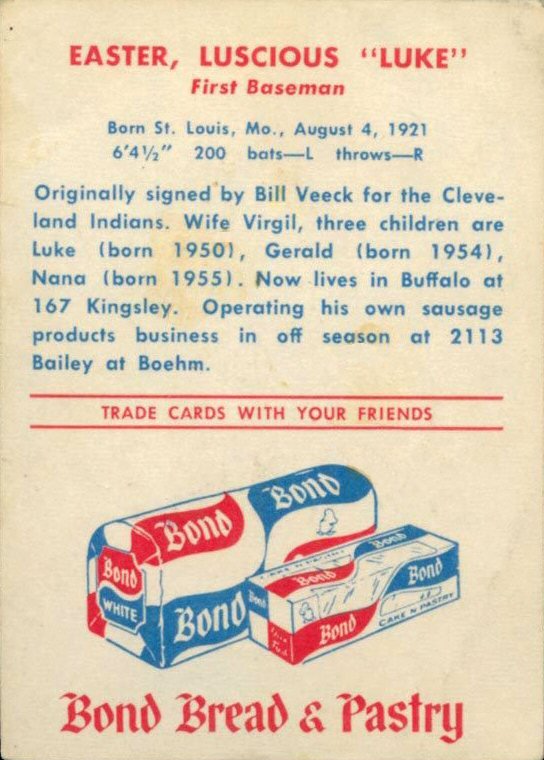 EASTER, LUSCIOUS "LUKE"
First Baseman
Born St. Louis, Mo., August 4, 1921
6'4½" 200 bats—L throws—R
Originally signed by Bill Veeck for the Cleve-
land Indians. Wife Virgil, three children are
Luke (born 1950), Gerald (born 1954),
Nana (born 1955). Now lives in Buffalo at
167 Kingsley. Operating his own sausage
products business in off season at 2113
Bailey at Boehm.
TRADE CARDS WITH YOUR FRIENDS
Bond
Bond
Bond
WHITE
Bond
CAKE N PASTRY
Bond
Bond
Bond
Bond
Bond
CAKE N PASTRY
Bond Bread & Pastry